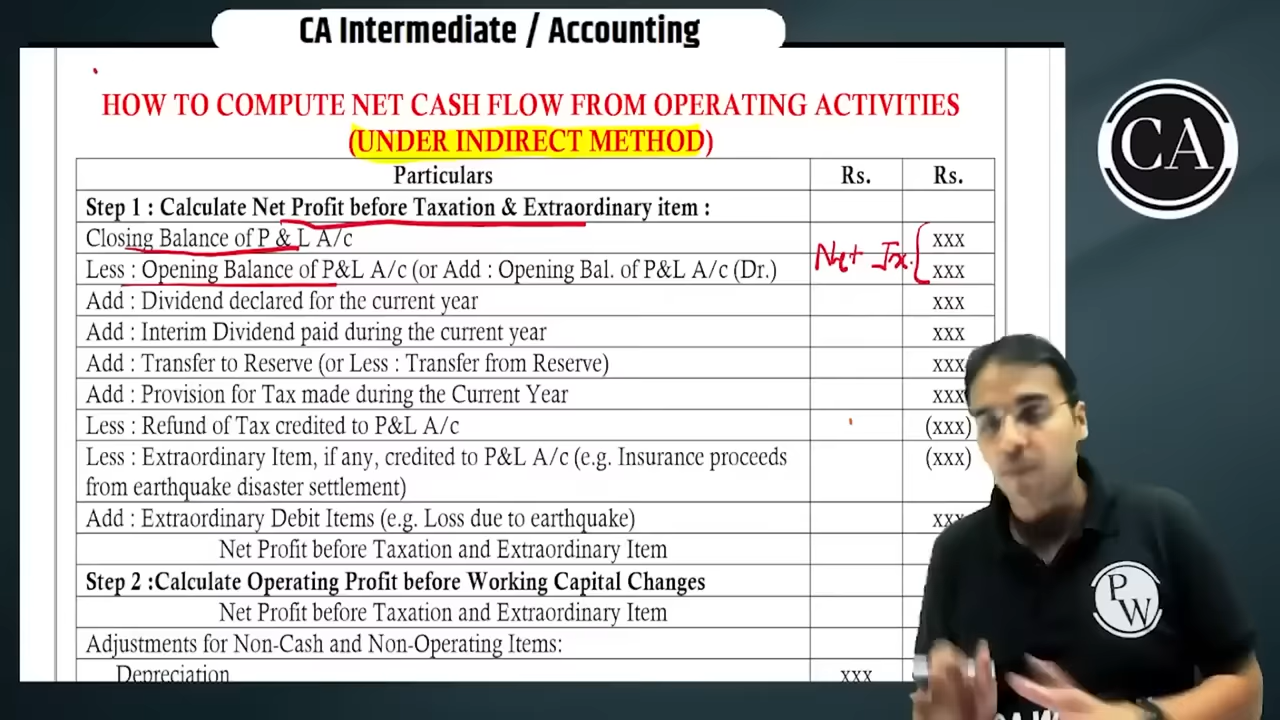 CA Intermediate / Accounting
HOW TO COMPUTE NET CASH FLOW FROM OPERATING ACTIVITIES
(UNDER INDIRECT METHOD)
Particulars Rs. Rs.
Step 1 : Calculate Net Profit before Taxation & Extraordinary item :
Closing Balance of P & L A/c xxx
Less : Opening Balance of P&L A/c (or Add : Opening Bal. of P&L A/c (Dr.) xxx
Add : Dividend declared for the current year xxx
Add : Interim Dividend paid during the current year xxx
Add : Transfer to Reserve (or Less : Transfer from Reserve) xxx
Add : Provision for Tax made during the Current Year xxx
Less : Refund of Tax credited to P&L A/c (xxx)
Less : Extraordinary Item, if any, credited to P&L A/c (e.g. Insurance proceeds (xxx)
from earthquake disaster settlement)
Add : Extraordinary Debit Items (e.g. Loss due to earthquake) xxx
Net Profit before Taxation and Extraordinary Item
Step 2 :Calculate Operating Profit before Working Capital Changes
Net Profit before Taxation and Extraordinary Item
Adjustments for Non-Cash and Non-Operating Items:
Depreciation xxx
CA
PW